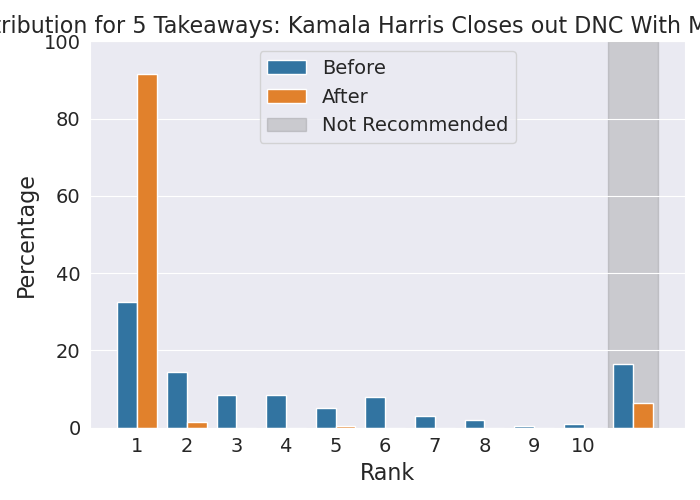 tribution for 5 Takeaways: Kamala Harris Closes out DNC With M
Before
After
Not Recommended
Percentage
100
80
60
40
20
0
1 2 3 4 5 6 7 8 9 10
Rank